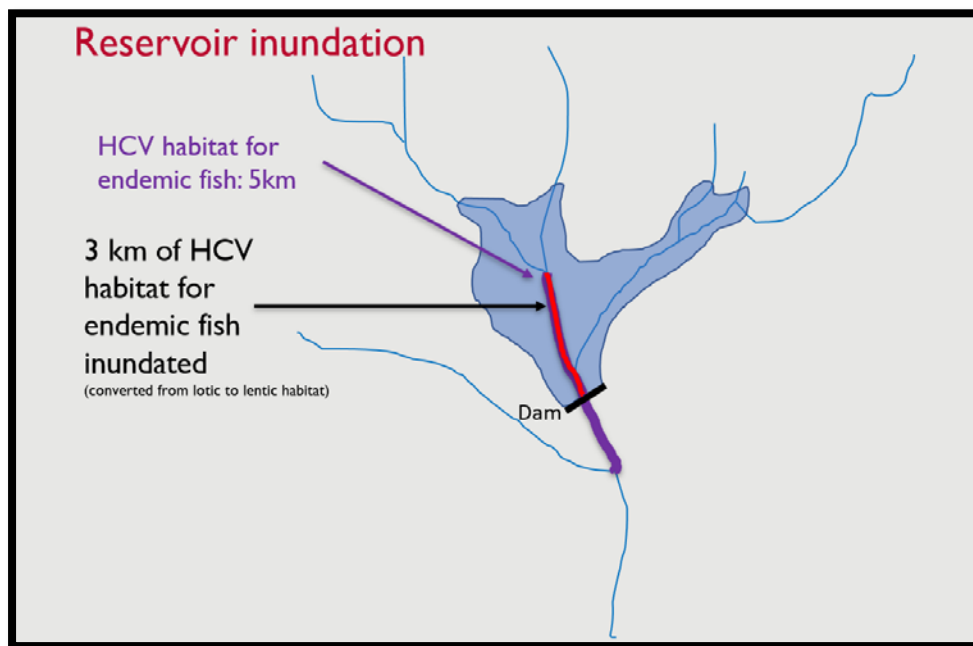 Reservoir inundation
HCV habitat for
endemic fish: 5km
3 km of HCV
habitat for
endemic fish
inundated
(converted from lotic to lentic habitat)
Dam